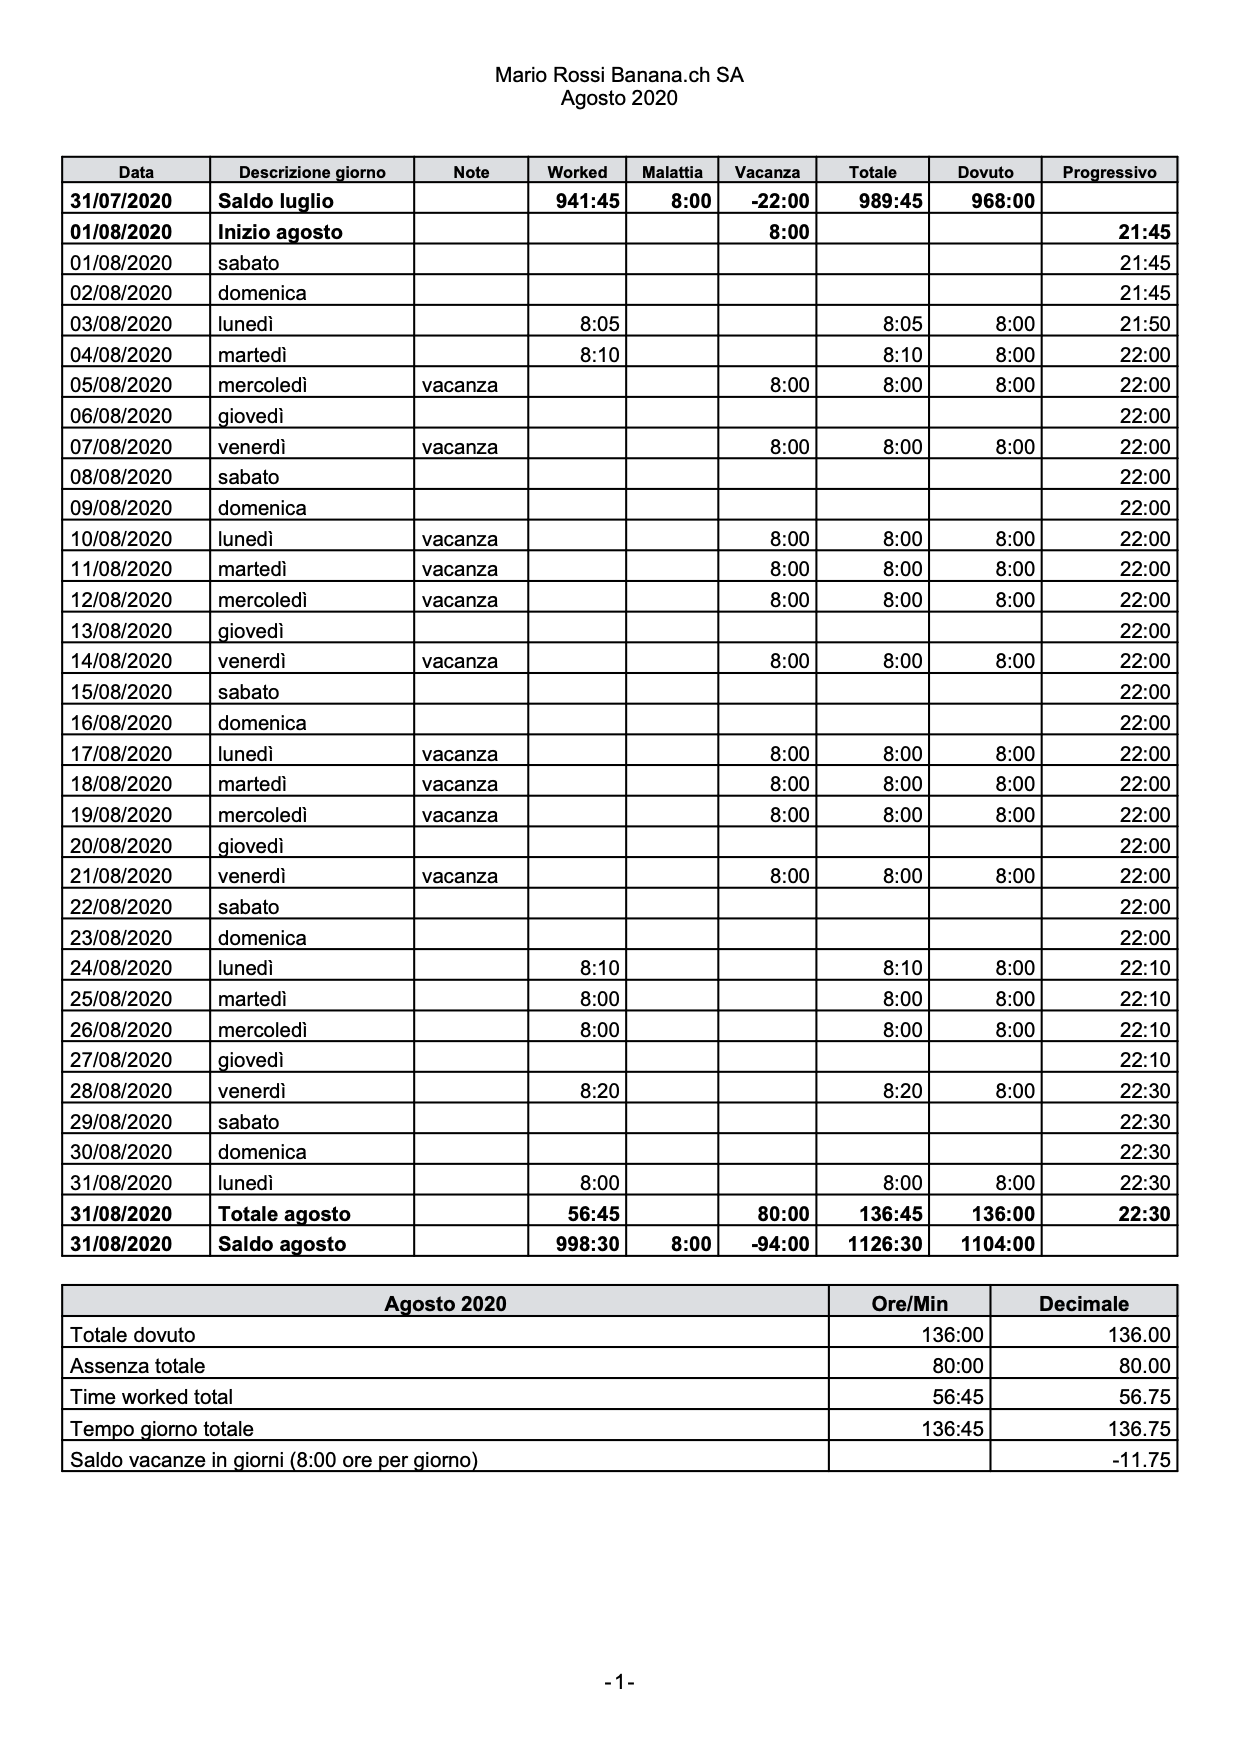 Mario Rossi Banana.ch SA
Agosto 2020
Data Descrizione giorno Note Worked Malattia Vacanza Totale Dovuto Progressivo
31/07/2020 Saldo luglio 941:45 8:00 -22:00 989:45 968:00
01/08/2020 Inizio agosto 8:00 21:45
01/08/2020 sabato 21:45
02/08/2020 domenica 21:45
03/08/2020 lunedì 8:05 8:05 8:00 21:50
04/08/2020 martedì 8:10 8:10 8:00 22:00
05/08/2020 mercoledì vacanza 8:00 8:00 8:00 22:00
06/08/2020 giovedì 22:00
07/08/2020 venerdì vacanza 8:00 8:00 8:00 22:00
08/08/2020 sabato 22:00
09/08/2020 domenica 22:00
10/08/2020 lunedì vacanza 8:00 8:00 8:00 22:00
11/08/2020 martedì vacanza 8:00 8:00 8:00 22:00
12/08/2020 mercoledì vacanza 8:00 8:00 8:00 22:00
13/08/2020 giovedì 22:00
14/08/2020 venerdì vacanza 8:00 8:00 8:00 22:00
15/08/2020 sabato 22:00
16/08/2020 domenica 22:00
17/08/2020 lunedì vacanza 8:00 8:00 8:00 22:00
18/08/2020 martedì vacanza 8:00 8:00 8:00 22:00
19/08/2020 mercoledì vacanza 8:00 8:00 8:00 22:00
20/08/2020 giovedì 22:00
21/08/2020 venerdì vacanza 8:00 8:00 8:00 22:00
22/08/2020 sabato 22:00
23/08/2020 domenica 22:00
24/08/2020 lunedì 8:10 8:10 8:00 22:10
25/08/2020 martedì 8:00 8:00 8:00 22:10
26/08/2020 mercoledì 8:00 8:00 8:00 22:10
27/08/2020 giovedì 22:10
28/08/2020 venerdì 8:20 8:20 8:00 22:30
29/08/2020 sabato 22:30
30/08/2020 domenica 22:30
31/08/2020 lunedì 8:00 8:00 8:00 22:30
31/08/2020 Totale agosto 56:45 80:00 136:45 136:00 22:30
31/08/2020 Saldo agosto 998:30 8:00 -94:00 1126:30 1104:00
Agosto 2020 Ore/Min Decimale
Totale dovuto 136:00 136.00
Assenza totale 80:00 80.00
Time worked total 56:45 56.75
Tempo giorno totale 136:45 136.75
Saldo vacanze in giorni (8:00 ore per giorno) -11.75
-1-